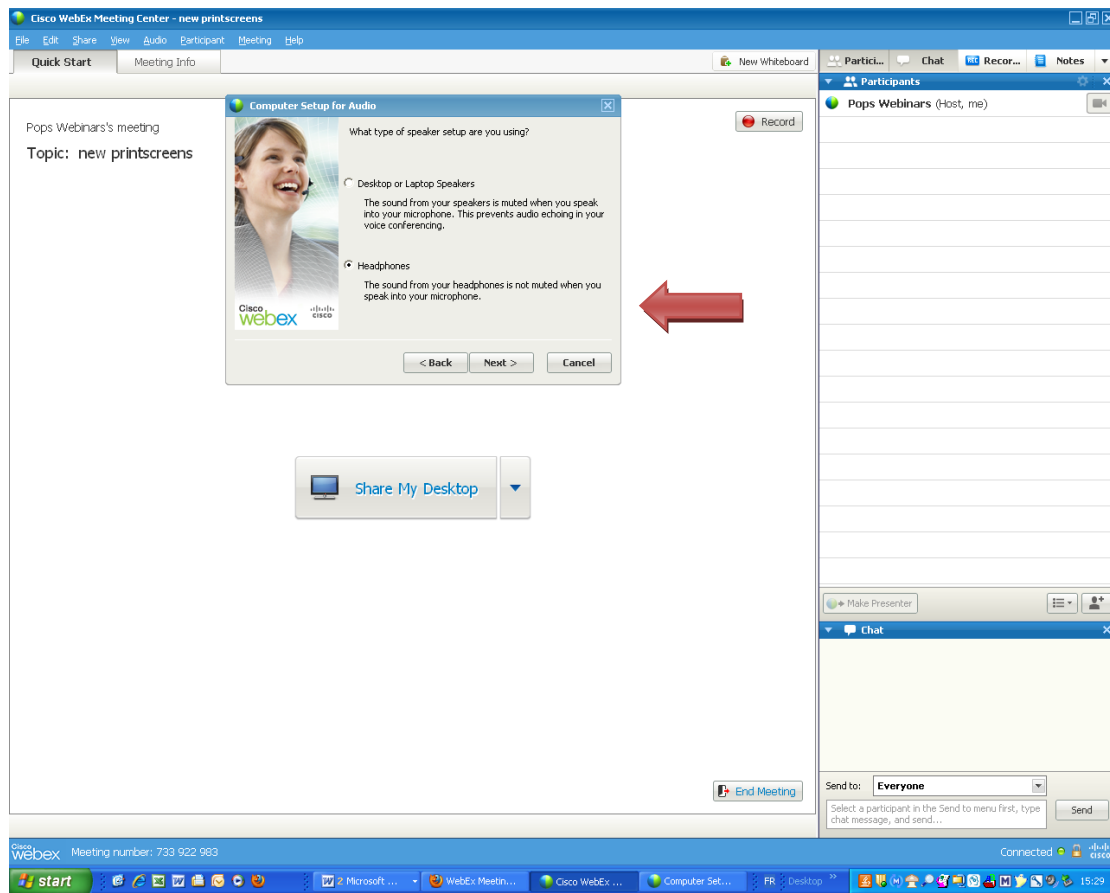 Cisco WebEx Meeting Center - new printscreens
File Edit Share View Audio Participant Meeting Help
Quick Start Meeting Info New Whiteboard
Pops Webinars's meeting
Topic: new printscreens
Record
Computer Setup for Audio
What type of speaker setup are you using?
Desktop or Laptop Speakers
The sound from your speakers is muted when you speak
into your microphone. This prevents audio echoing in your
voice conferencing.
Headphones
The sound from your headphones is not muted when you
speak into your microphone.
Cisco webex cisco
< Back Next > Cancel
Share My Desktop
End Meeting
Partici... Chat REC Recor... Notes
Participants
Pops Webinars (Host, me)
Make Presenter
Chat
Send to: Everyone
Select a participant in the Send to menu first, type
chat message, and send...
Send
Cisco webex Meeting number: 733 922 983 Connected cisco
start 2 Microsoft ... WebEx Meetin... Cisco WebEx ... Computer Set... FR Desktop 15:29